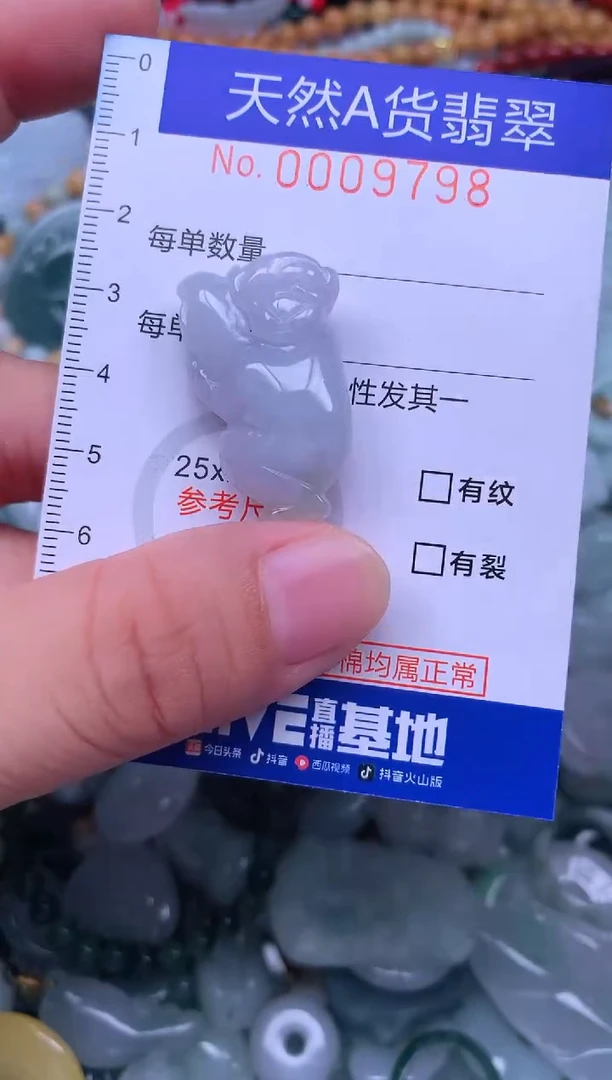 0
天然A货翡翠
No. 0009798
1
2
每单数量
3
每单
4
性发其一
5
25x
有纹
参考
6
有裂
棉均属正常
直播基地
今日头条 抖音 西瓜视频 抖音火山版